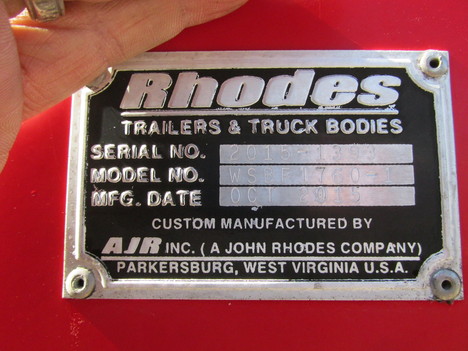 Rhodes
TRAILERS & TRUCK BODIES
SERIAL NO.
MODEL NO.
MFG. DATE OCT
CUSTOM MANUFACTURED BY
AJR INC. ( A JOHN RHODES COMPANY)
PARKERSBURG, WEST VIRGINIA U.S.A.